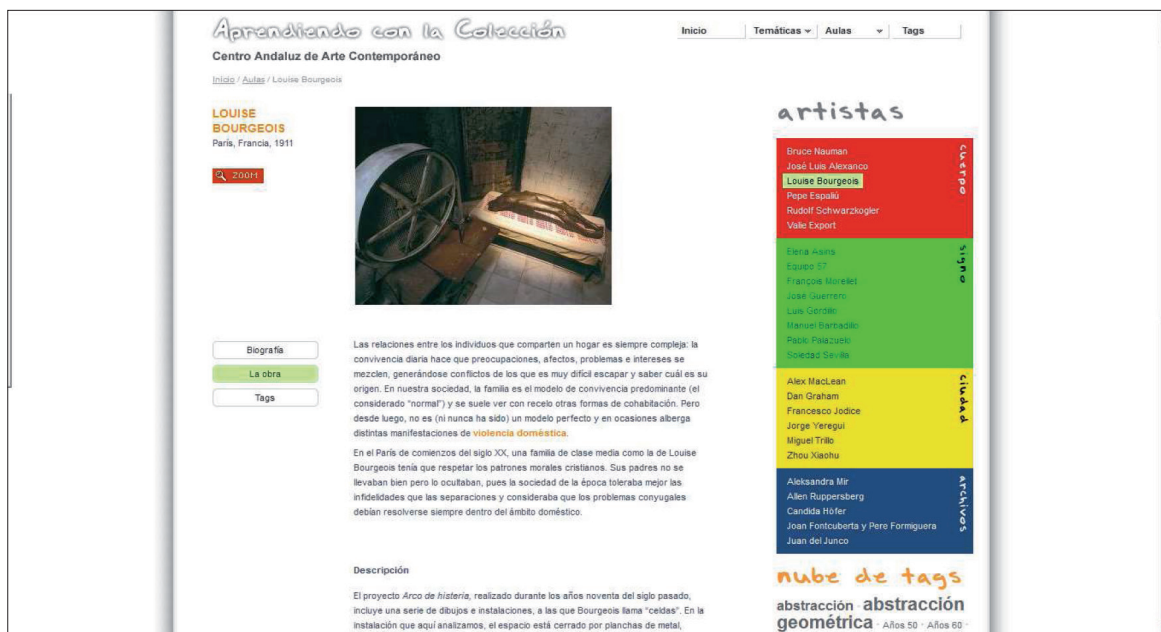 Aprendiendo con la Colección
Inicio
Temáticas
Aulas
Tags
Centro Andaluz de Arte Contemporáneo
Inicio / Aulas / Louise Bourgeois
LOUISE
BOURGEOIS
París, Francia, 1911
ZOOM
Biografía
La obra
Tags
Las relaciones entre los individuos que comparten un hogar es siempre compleja: la
convivencia diaria hace que preocupaciones, afectos, problemas e intereses se
mezclen, generándose conflictos de los que es muy difícil escapar y saber cuál es su
origen. En nuestra sociedad, la familia es el modelo de convivencia predominante (el
considerado "normal") y se suele ver con recelo otras formas de cohabitación. Pero
desde luego, no es (ni nunca ha sido) un modelo perfecto y en ocasiones alberga
distintas manifestaciones de violencia doméstica.
En el París de comienzos del siglo XX, una familia de clase media como la de Louise
Bourgeois tenía que respetar los patrones morales cristianos. Sus padres no se
llevaban bien pero lo ocultaban, pues la sociedad de la época toleraba mejor las
infidelidades que las separaciones y consideraba que los problemas conyugales
debían resolverse siempre dentro del ámbito doméstico.
Descripción
El proyecto Arco de histeria, realizado durante los años noventa del siglo pasado,
incluye una serie de dibujos e instalaciones, a las que Bourgeois llama "celdas". En la
instalación que aquí analizamos, el espacio está cerrado por planchas de metal,
artistas
cuerpo
Bruce Nauman
José Luis Alexanco
Louise Bourgeois
Pepe Espaliú
Rudolf Schwarzkogler
Valie Export
signo
Elena Asins
Equipo 57
François Morellet
José Guerrero
Luis Gordillo
Manuel Barbadillo
Pablo Palazuelo
Soledad Sevilla
ciudad
Alex MacLean
Dan Graham
Francesco Jodice
Jorge Yeregui
Miguel Trillo
Zhou Xiaohu
archivos
Aleksandra Mir
Allen Ruppersberg
Candida Höfer
Joan Fontcuberta y Pere Formiguera
Juan del Junco
nube de tags
abstracción · abstracción
geométrica · Años 50 · Años 60 ·